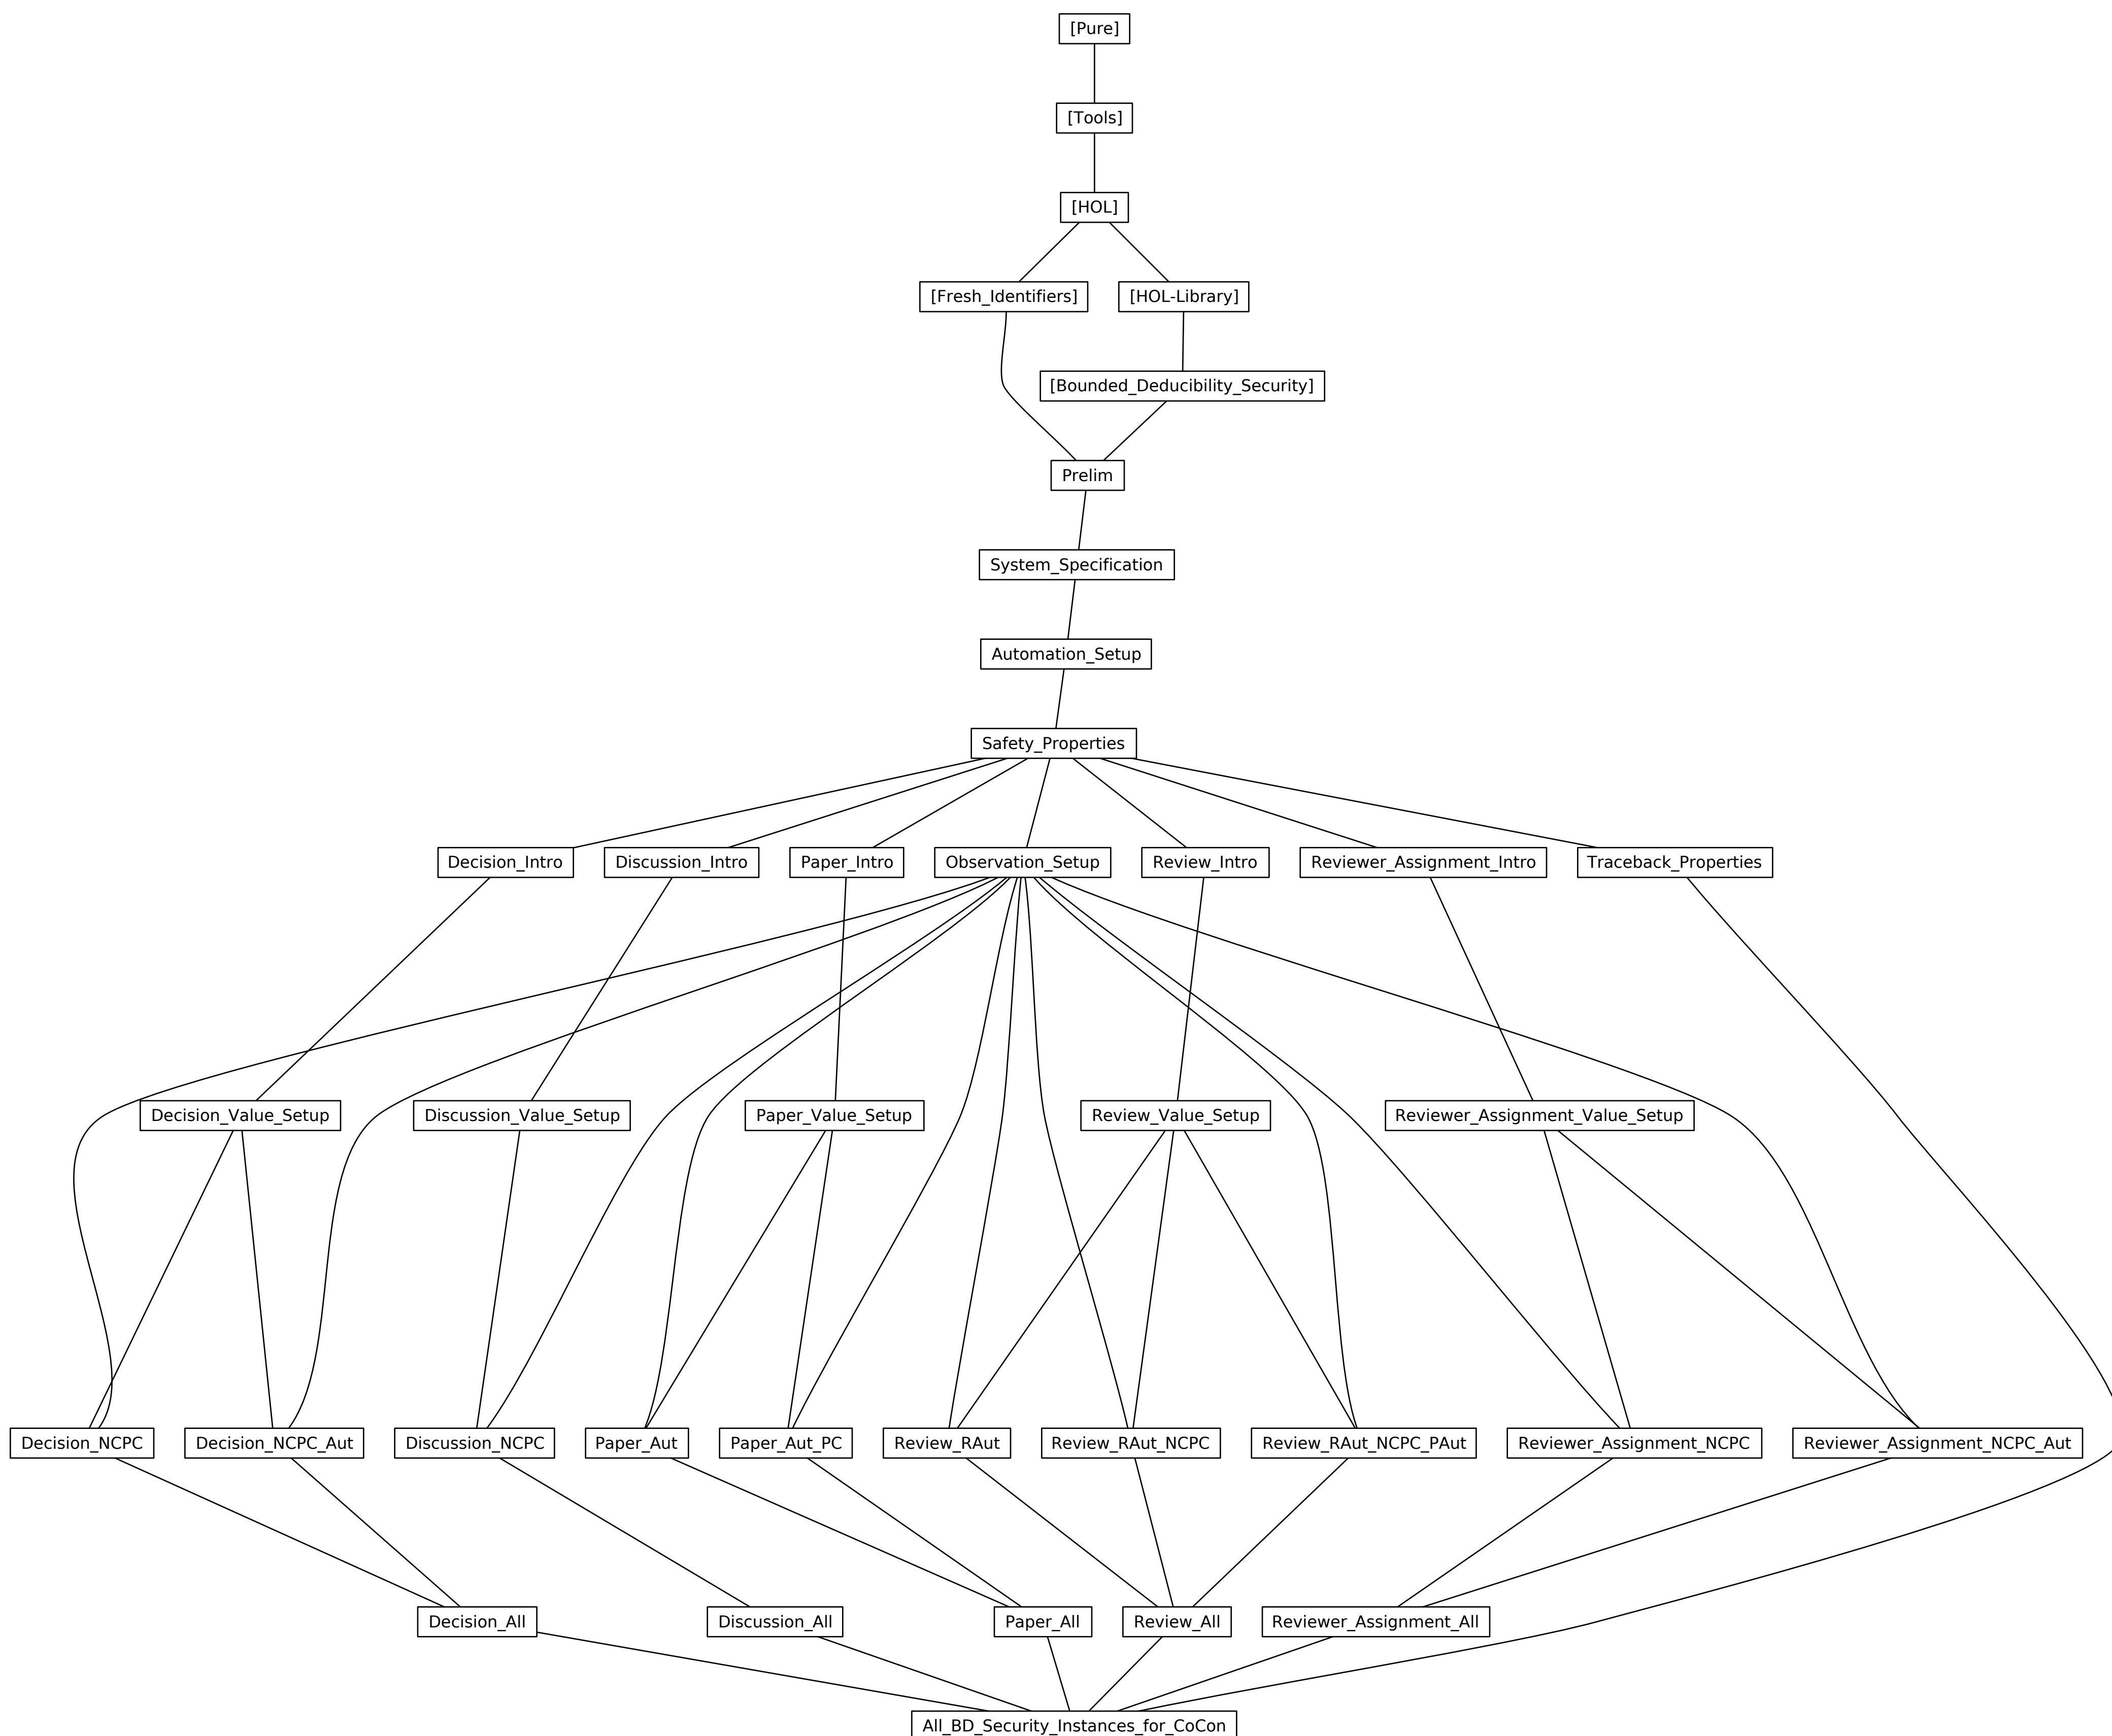 [Pure]
[Tools]
[HOL]
[Fresh_Identifiers]
[HOL-Library]
[Bounded_Deducibility_Security]
Prelim
System_Specification
Automation_Setup
Safety_Properties
Decision_Intro
Discussion_Intro
Paper_Intro
Observation_Setup
Review_Intro
Reviewer_Assignment_Intro
Traceback_Properties
Decision_Value_Setup
Discussion_Value_Setup
Paper_Value_Setup
Review_Value_Setup
Reviewer_Assignment_Value_Setup
Decision_NCPC
Decision_NCPC_Aut
Discussion_NCPC
Paper_Aut
Paper_Aut_PC
Review_RAut
Review_RAut_NCPC
Review_RAut_NCPC_PAut
Reviewer_Assignment_NCPC
Reviewer_Assignment_NCPC_Aut
Decision_All
Discussion_All
Paper_All
Review_All
Reviewer_Assignment_All
All_BD_Security_Instances_for_CoCon